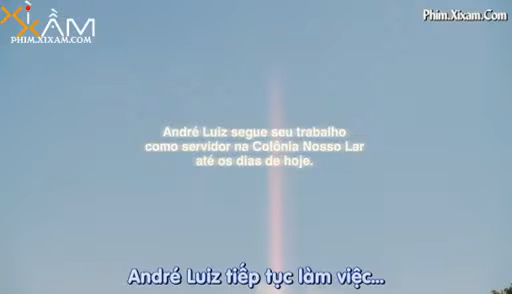 XÌXẦM
PHIM.XIXAM.COM
Phim.Xixam.Com
André Luiz segue seu trabalho
como servidor na Colônia Nosso Lar
até os dias de hoje.
André Luiz tiếp tục làm việc...